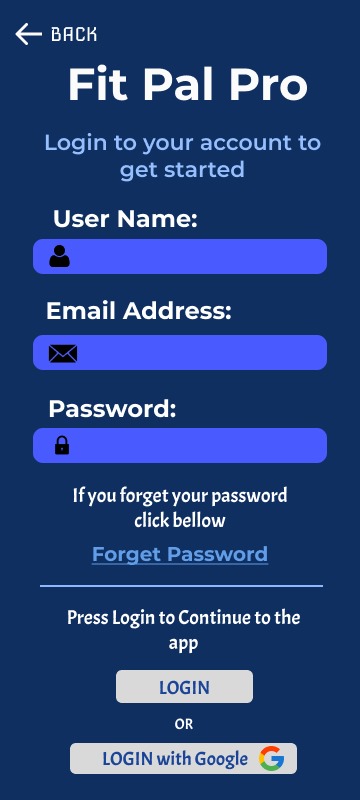 BACK
Fit Pal Pro
Login to your account to
get started
User Name:
Email Address:
Password:
If you forget your password
click bellow
Forget Password
Press Login to Continue to the
app
LOGIN
OR
LOGIN with Google